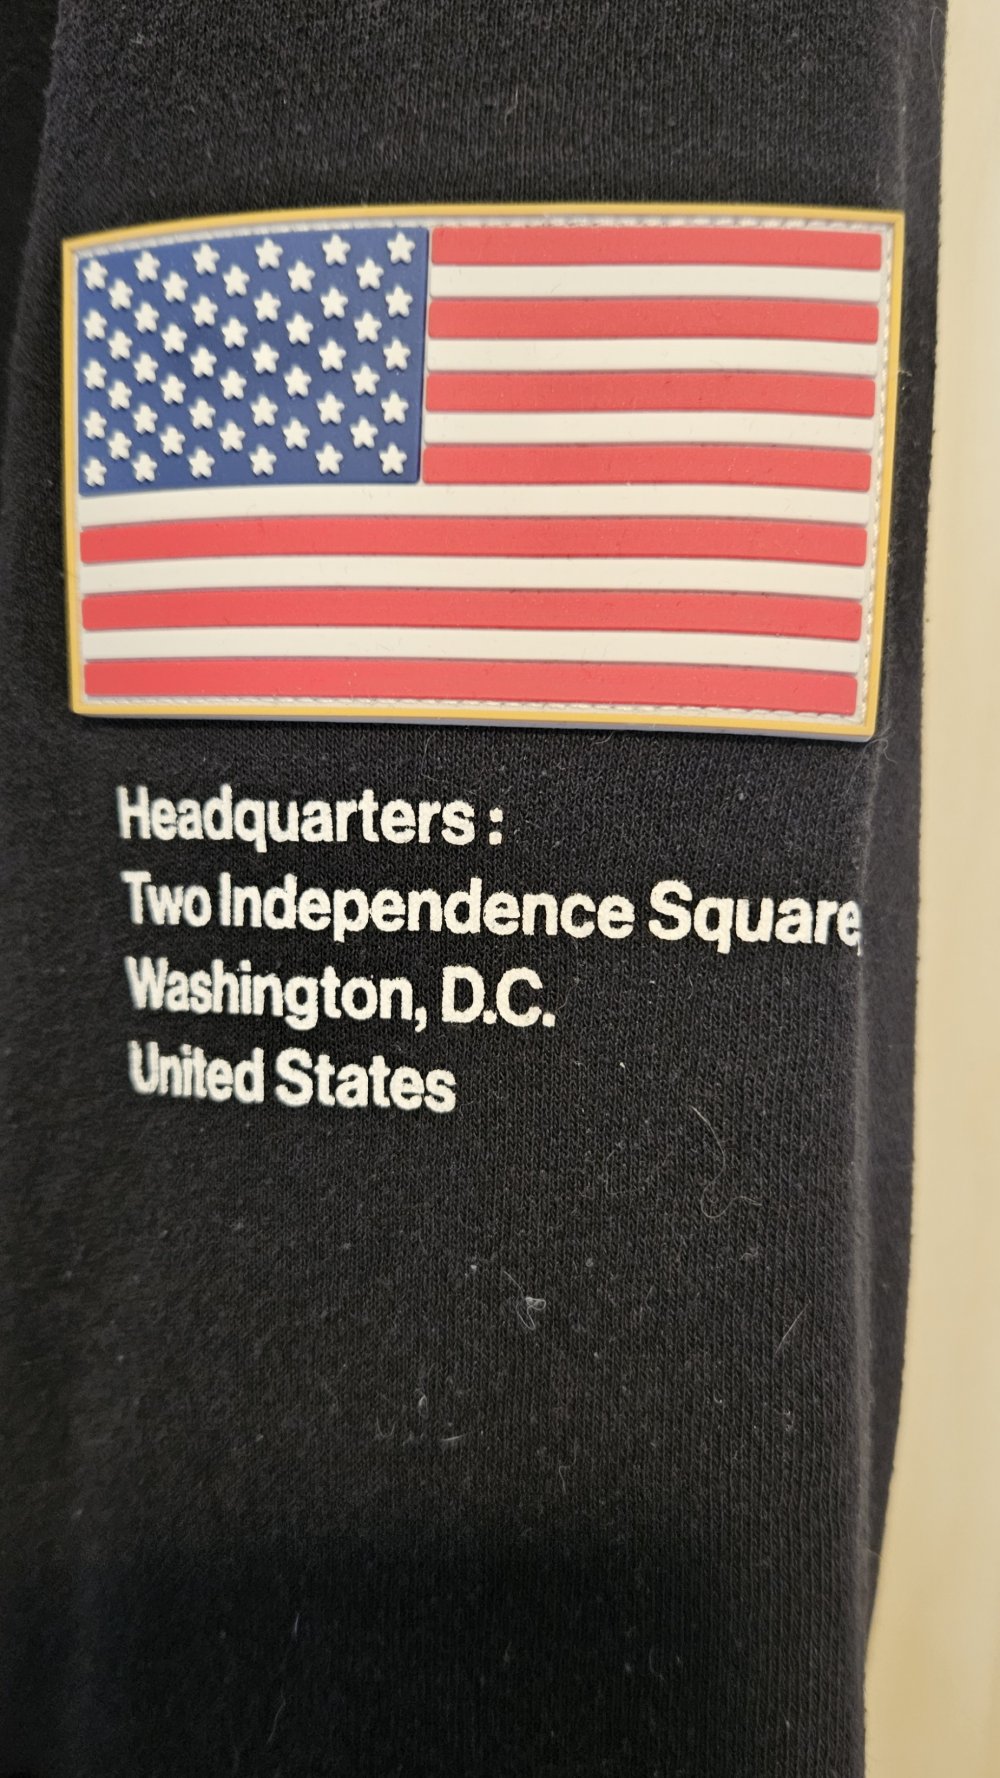 Headquarters :
Two Independence Square,
Washington, D.C.
United States